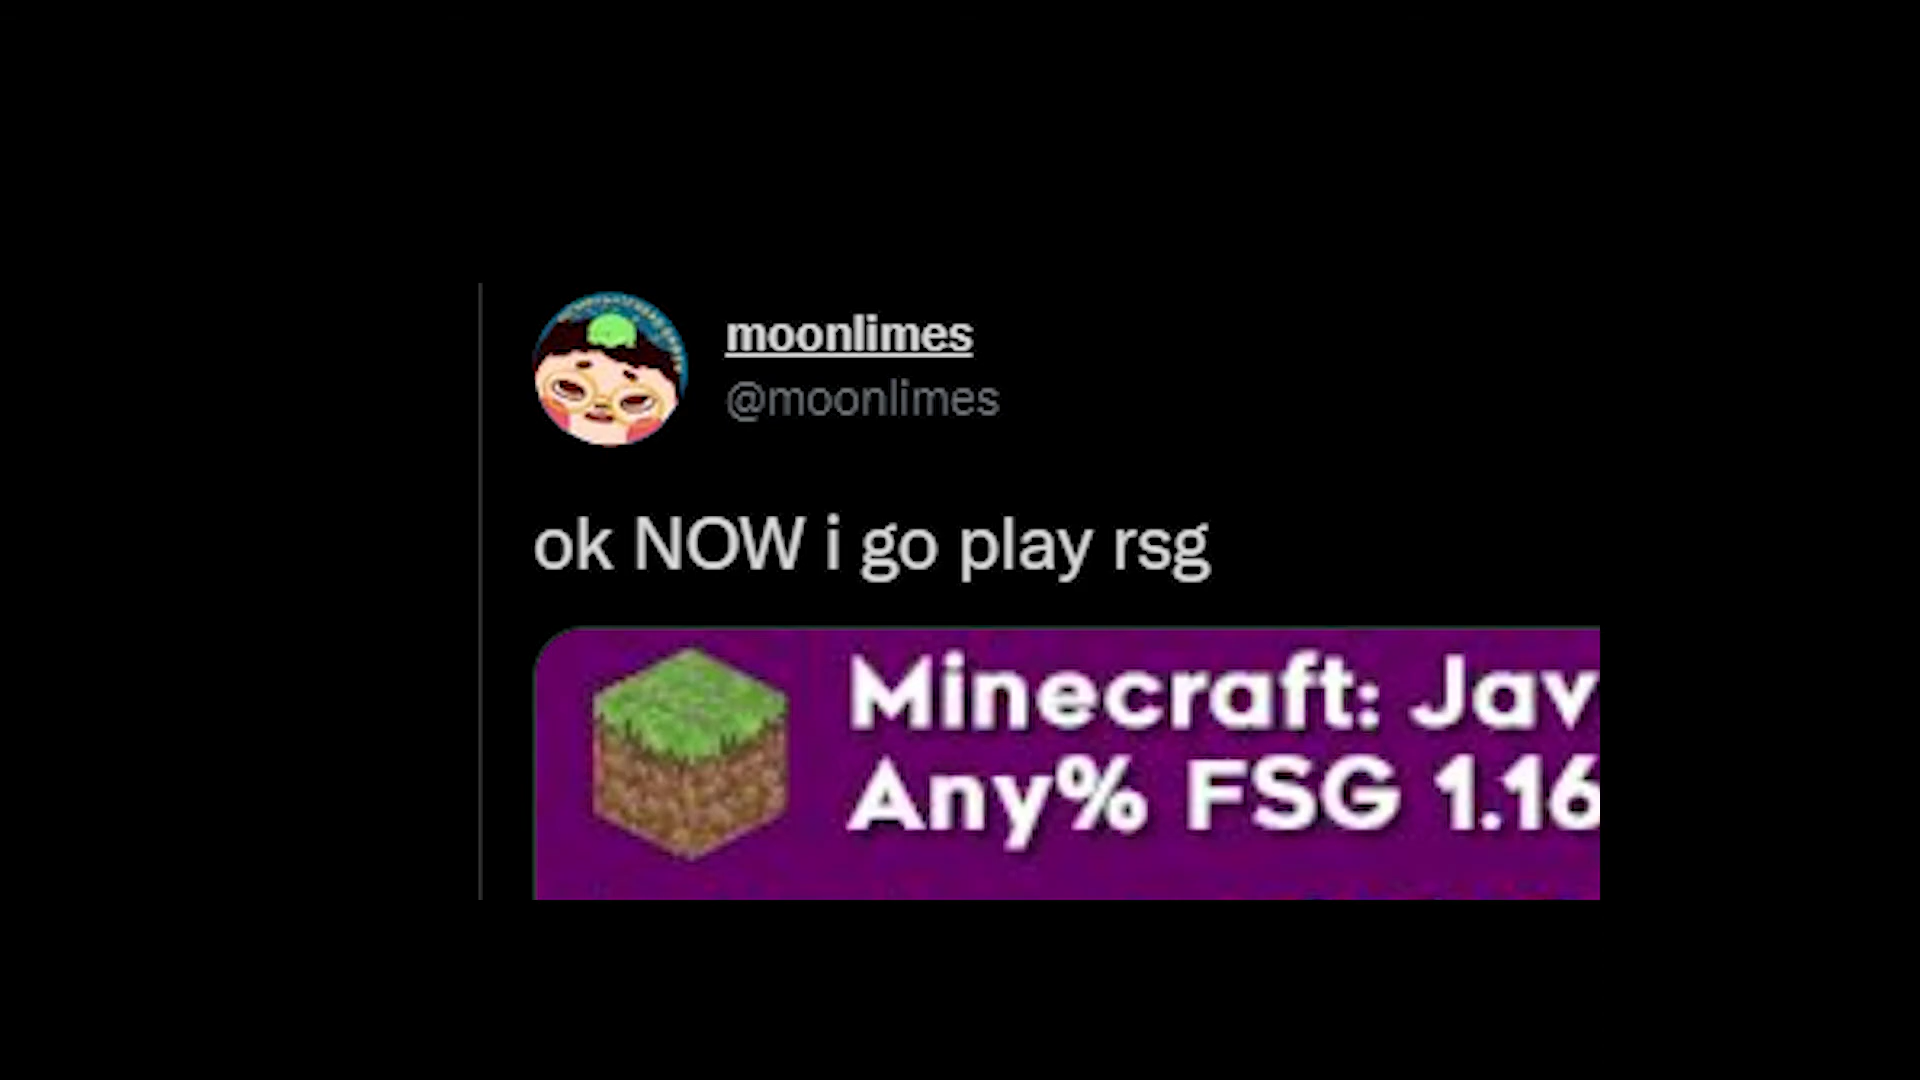 moonlimes
@moonlimes
ok NOW i go play rsg
Minecraft: Jav
Any% FSG 1.16